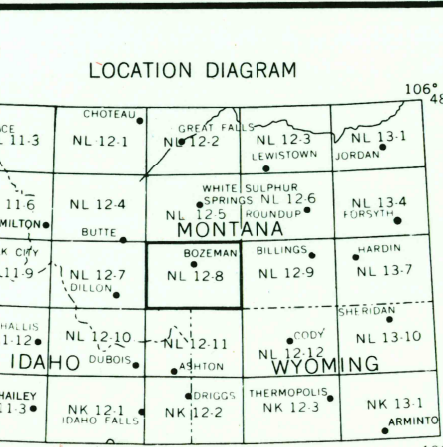 LOCATION DIAGRAM
106°
48
CHOTEAU
GREAT FALLS
11-3
NL 12-1
NL 12-2
NL 12-3
NL 13-1
LEWISTOWN
JORDAN
WHITE SULPHUR
11-6
NL 12-4
SPRINGS
NL 12-6
NL 13-4
NL 12-5
ROUNDUP
FORSYTH
MILTON
BUTTE
MONTANA
K CITY
BOZEMAN
BILLINGS
HARDIN
11-9
NL 12-7
NL 12-8
NL 12-9
NL 13-7
DILLON
SHERIDAN
HALLIS
NL 12-10
NL 12-11
CODY
NL 13-10
11-12
NL 12-12
IDAHO
DUBOIS
ASHTON
WYOMING
HAILEY
DRIGGS
THERMOPOLIS
NK 13-1
11-3
NK 12-1
NK 12-2
NK 12-3
IDAHO FALLS
ARMINTO